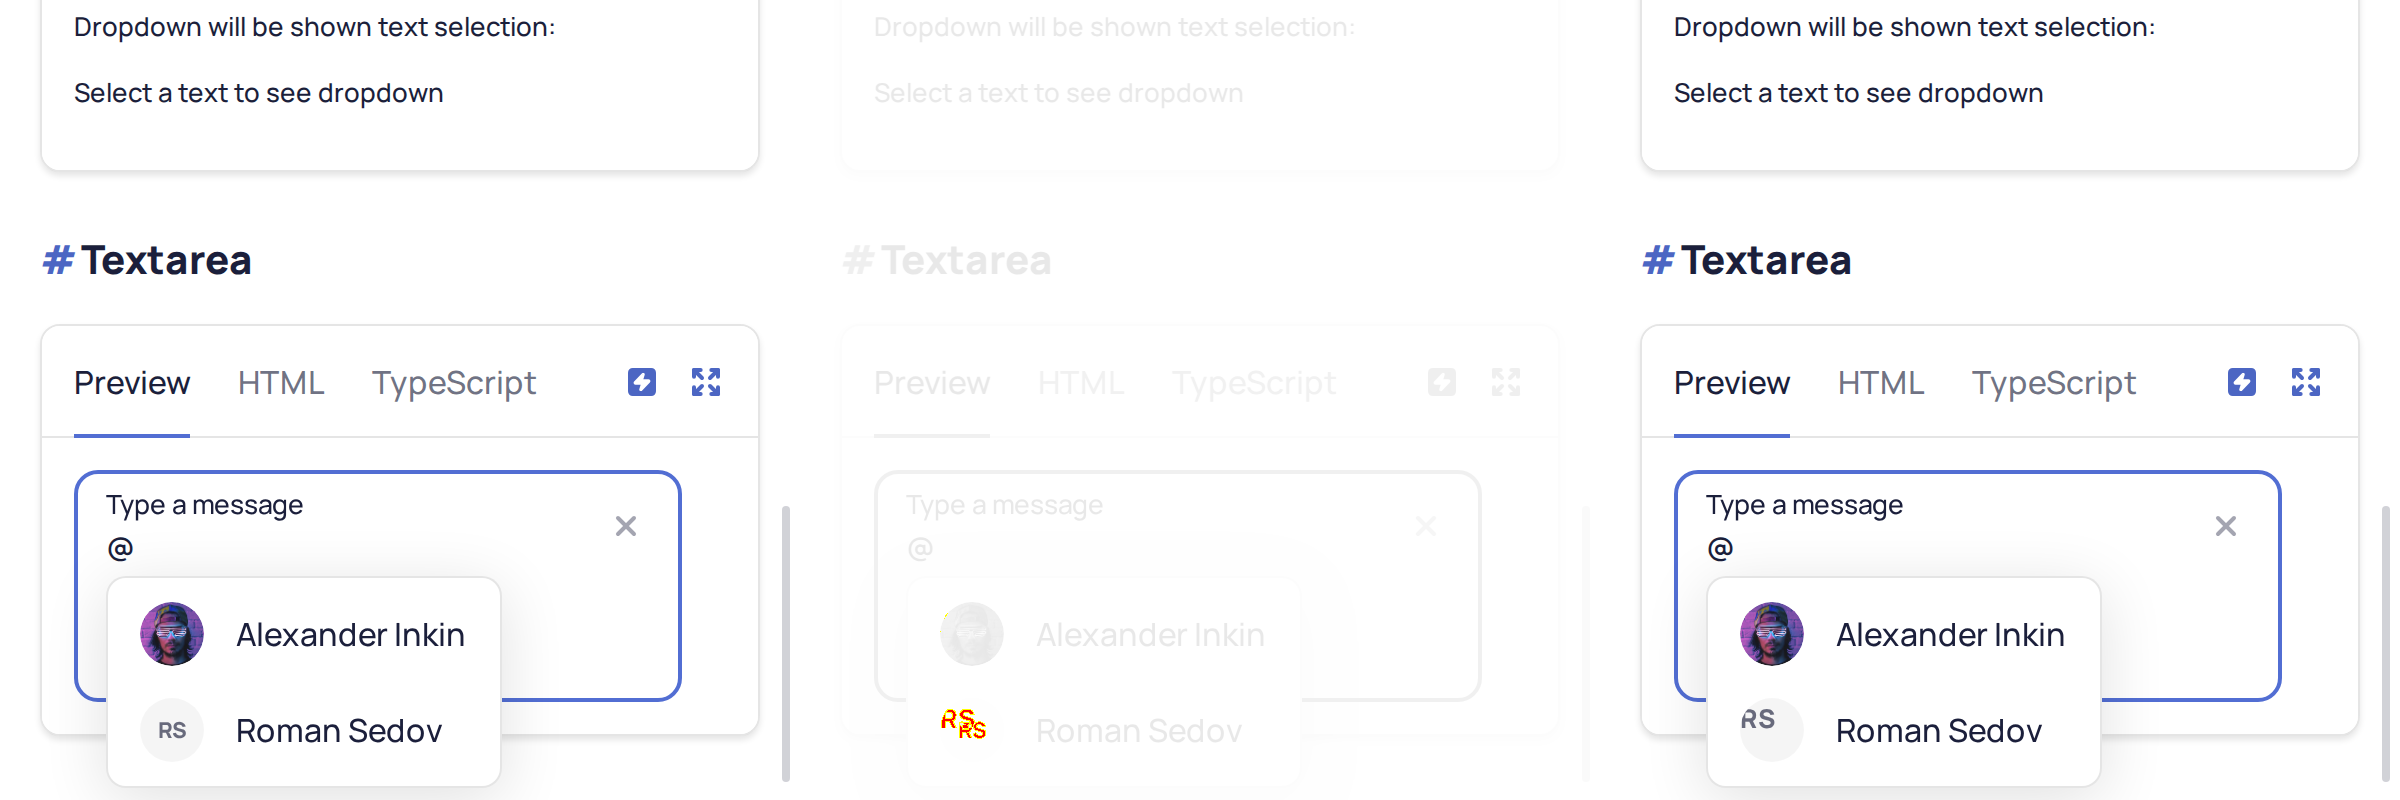 Dropdown will be shown text selection:
Select a text to see dropdown
# Textarea
Preview HTML TypeScript
Type a message
@
Alexander Inkin
RS Roman Sedov
Dropdown will be shown text selection:
Select a text to see dropdown
# Textarea
Preview HTML TypeScript
Type a message
@
Alexander Inkin
RS RS Roman Sedov
Dropdown will be shown text selection:
Select a text to see dropdown
# Textarea
Preview HTML TypeScript
Type a message
@
Alexander Inkin
RS Roman Sedov